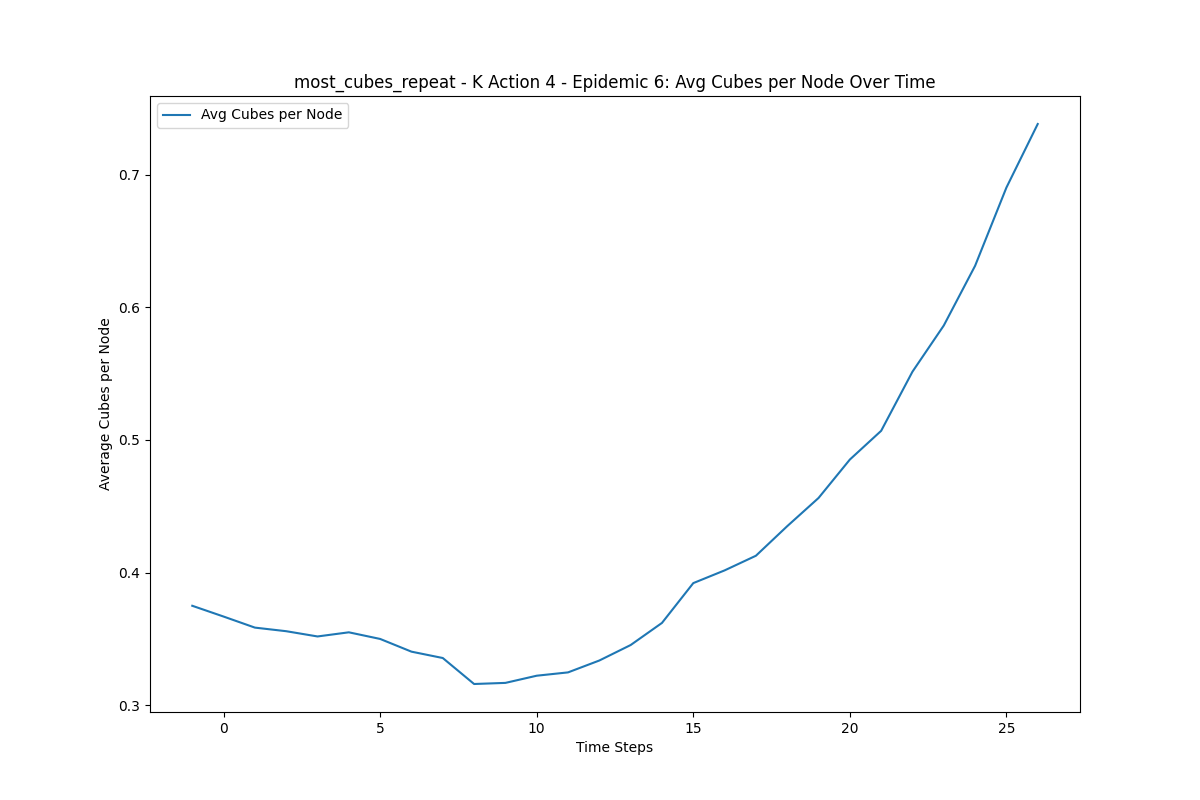 most_cubes_repeat - K Action 4 - Epidemic 6: Avg Cubes per Node Over Time
Avg Cubes per Node
Average Cubes per Node
0.7
0.6
0.5
0.4
0.3
0 5 10 15 20 25
Time Steps